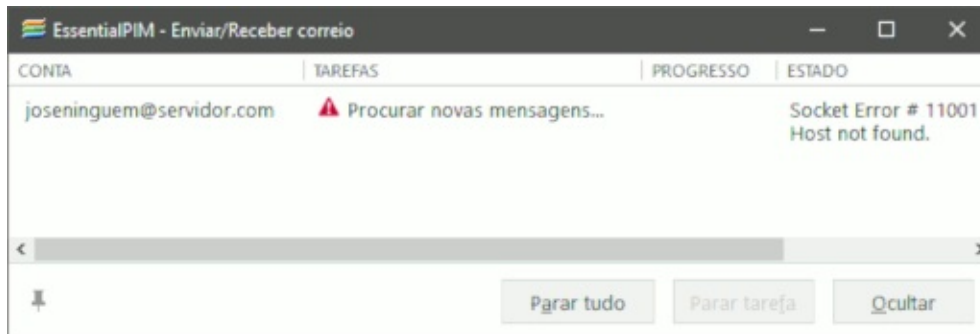 EssentialPIM - Enviar/Receber correio
CONTA TAREFAS PROGRESSO ESTADO
joseninguem@servidor.com Procurar novas mensagens... Socket Error # 11001
Host not found.
Parar tudo Parar tarefa Ocultar